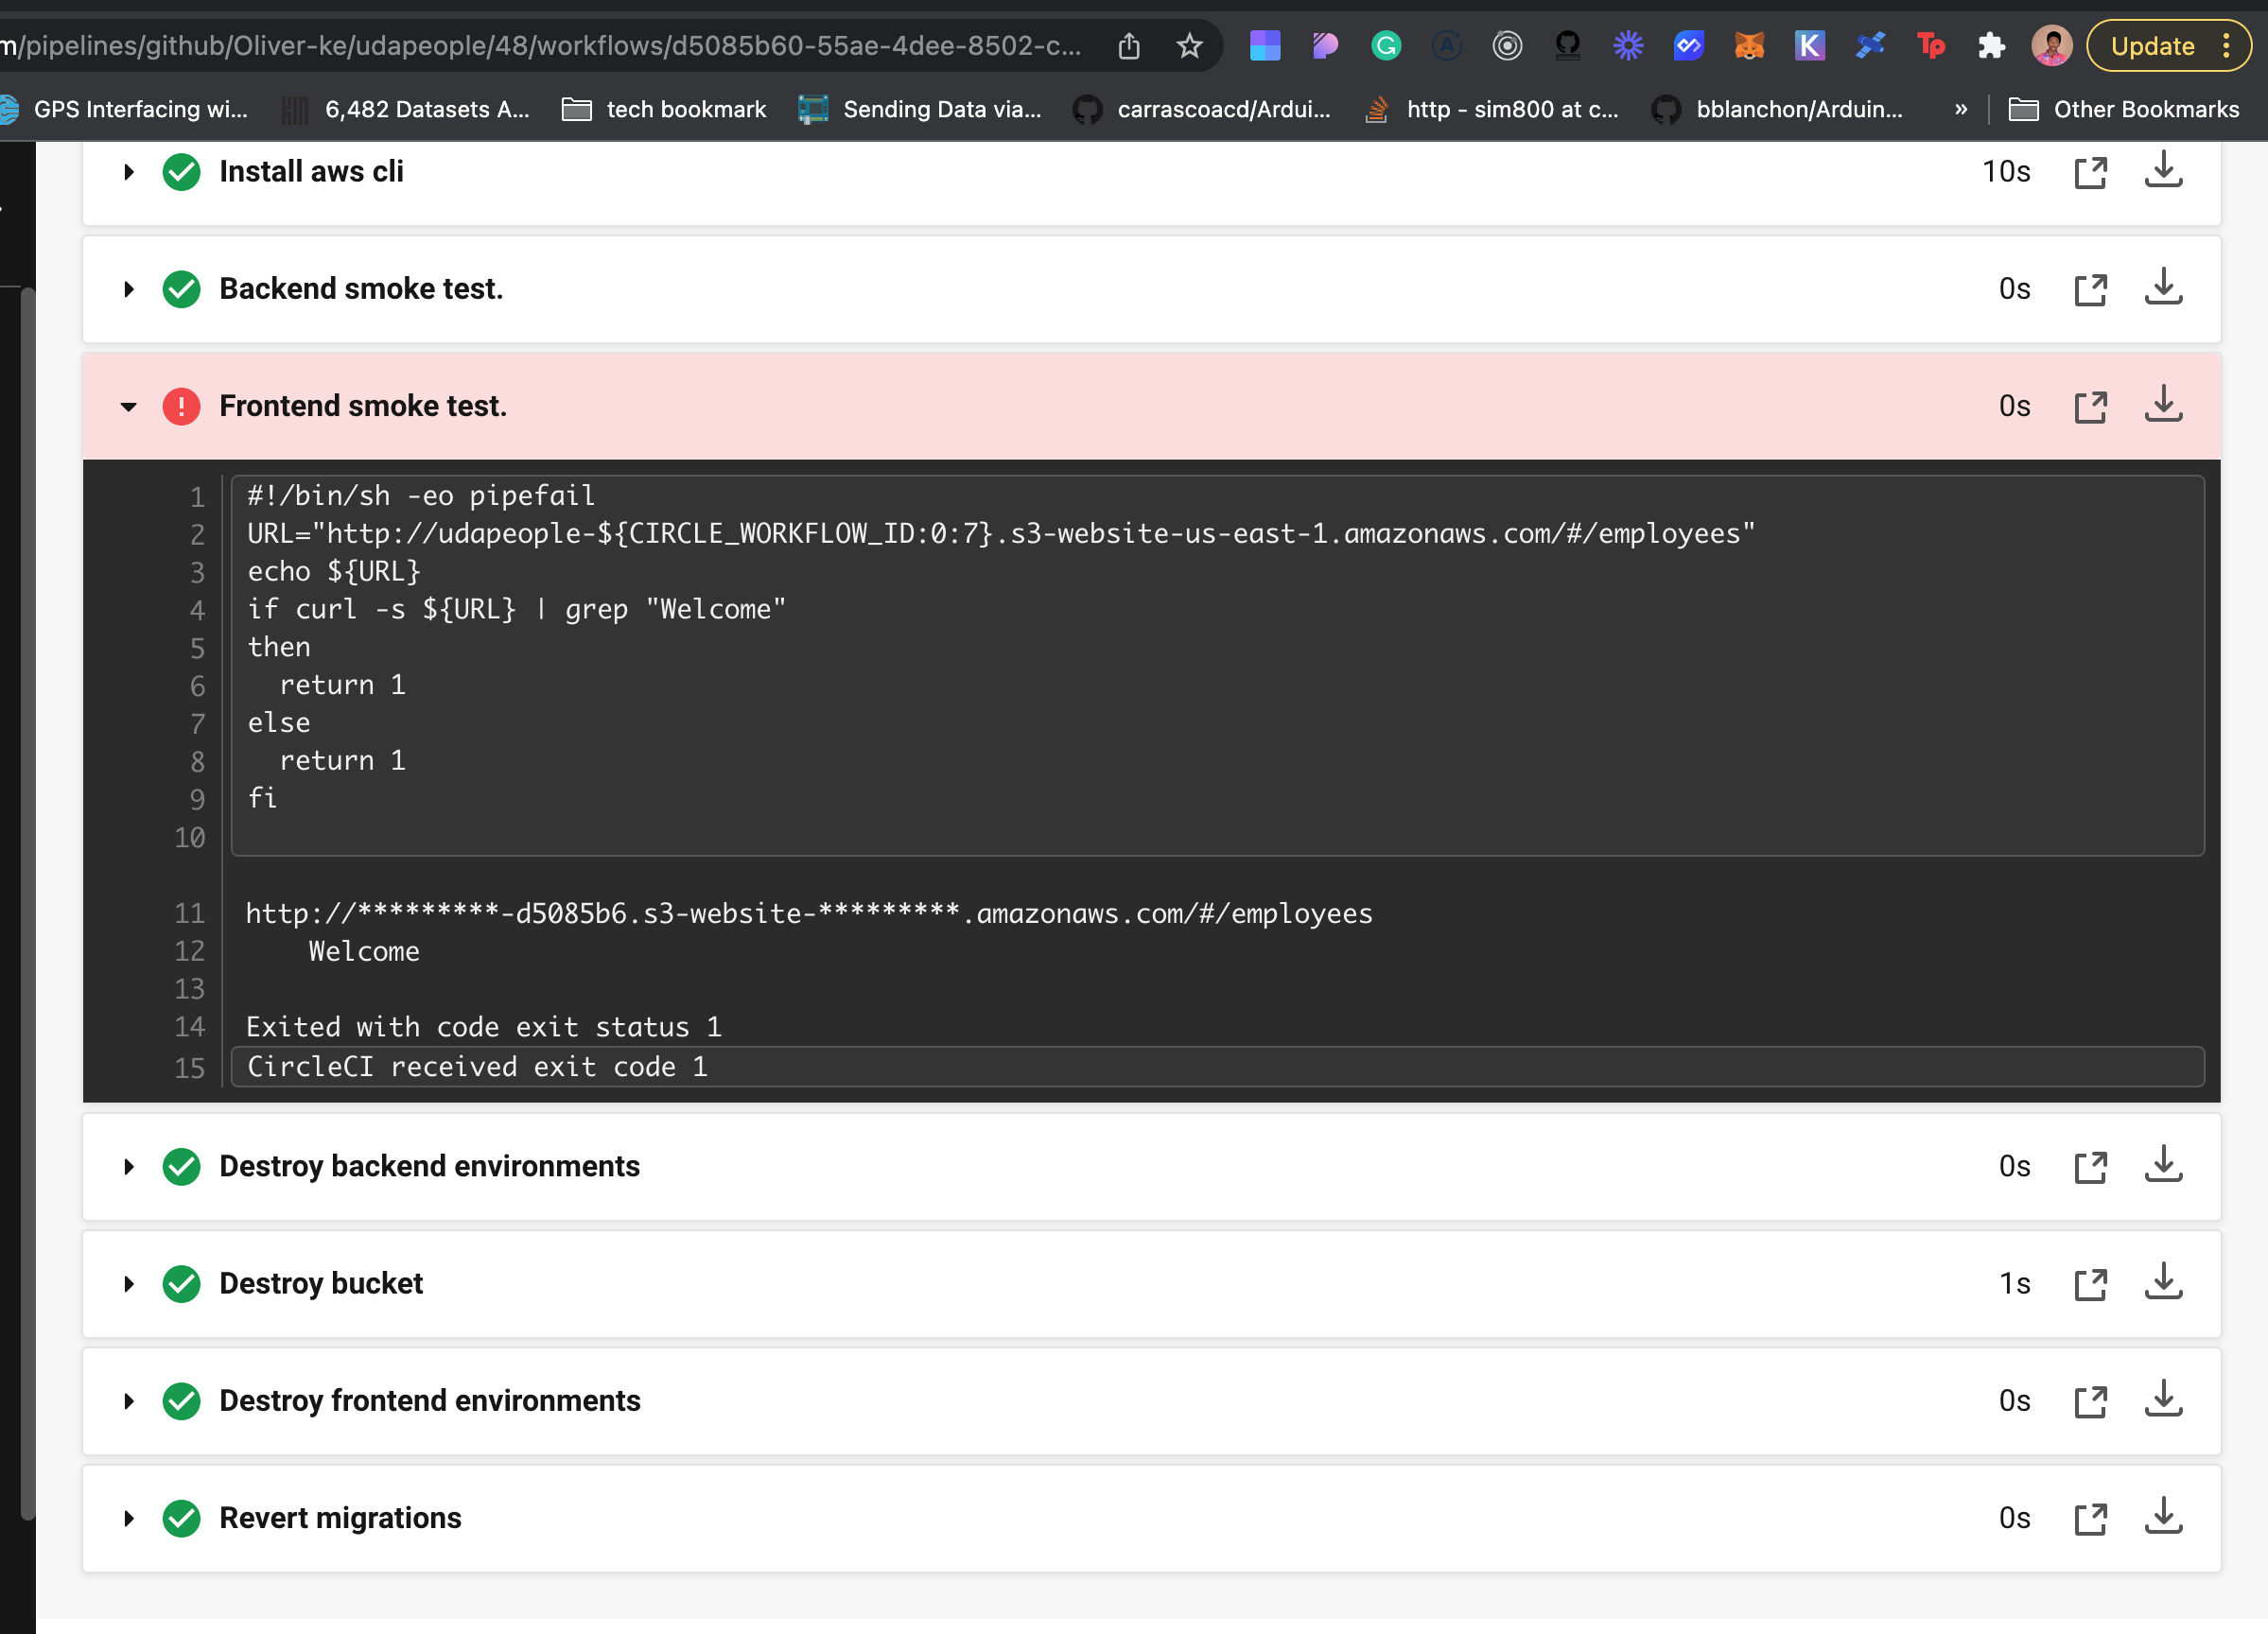 m/pipelines/github/Oliver-ke/udapeople/48/workflows/d5085b60-55ae-4dee-8502-c...
Update
GPS Interfacing wi...
6,482 Datasets A...
tech bookmark
Sending Data via...
carrascoacd/Ardui...
http - sim800 at c...
bblanchon/Arduin...
»
Other Bookmarks
Install aws cli 10s
Backend smoke test. 0s
Frontend smoke test. 0s
1 #!/bin/sh -eo pipefail
2 URL="http://udapeople-${CIRCLE_WORKFLOW_ID:0:7}.s3-website-us-east-1.amazonaws.com/#/employees"
3 echo ${URL}
4 if curl -s ${URL} | grep "Welcome"
5 then
6   return 1
7 else
8   return 1
9 fi
10
11 http://*********-d5085b6.s3-website-*********.amazonaws.com/#/employees
12     Welcome
13
14 Exited with code exit status 1
15 CircleCI received exit code 1
Destroy backend environments 0s
Destroy bucket 1s
Destroy frontend environments 0s
Revert migrations 0s